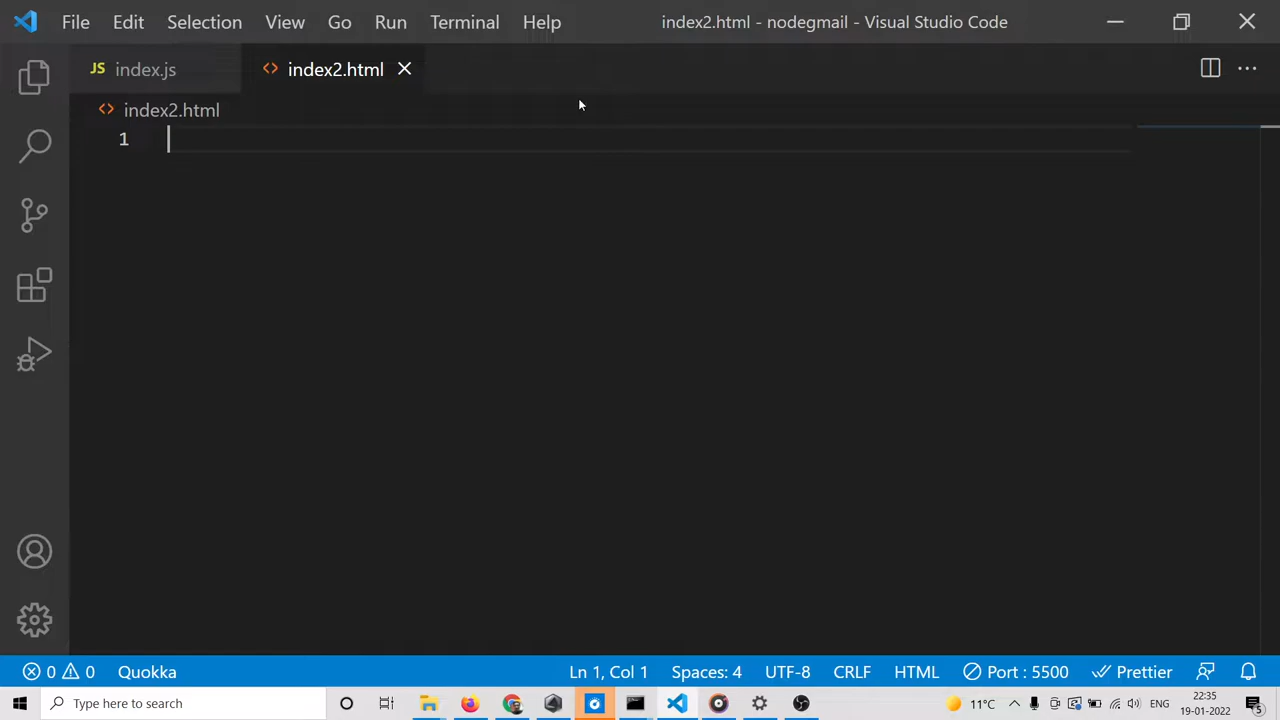 File Edit Selection View Go Run Terminal Help index2.html - nodegmail - Visual Studio Code
JS index.js index2.html
index2.html
1
0 0 Quokka Ln 1, Col 1 Spaces: 4 UTF-8 CRLF HTML Port : 5500 Prettier
Type here to search 11°C ENG 22:35
19-01-2022 5